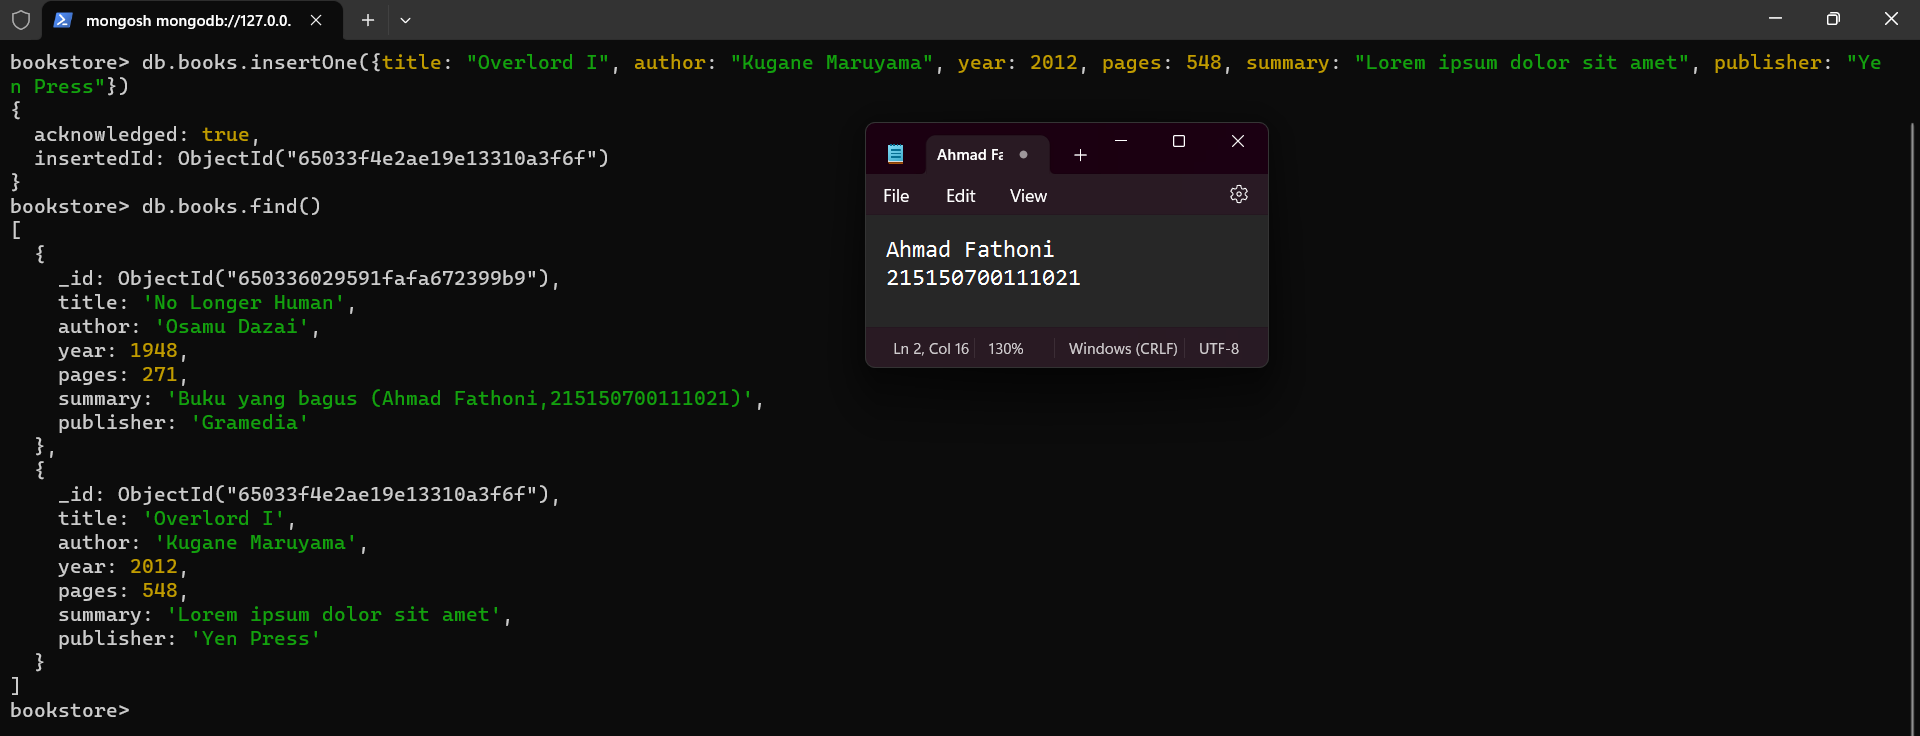 mongosh mongodb://127.0.0.
bookstore> db.books.insertOne({title: "Overlord I", author: "Kugane Maruyama", year: 2012, pages: 548, summary: "Lorem ipsum dolor sit amet", publisher: "Ye
n Press"})
{
  acknowledged: true,
  insertedId: ObjectId("65033f4e2ae19e13310a3f6f")
}
bookstore> db.books.find()
[
  {
    _id: ObjectId("650336029591fafa672399b9"),
    title: 'No Longer Human',
    author: 'Osamu Dazai',
    year: 1948,
    pages: 271,
    summary: 'Buku yang bagus (Ahmad Fathoni,215150700111021)',
    publisher: 'Gramedia'
  },
  {
    _id: ObjectId("65033f4e2ae19e13310a3f6f"),
    title: 'Overlord I',
    author: 'Kugane Maruyama',
    year: 2012,
    pages: 548,
    summary: 'Lorem ipsum dolor sit amet',
    publisher: 'Yen Press'
  }
]
bookstore>
Ahmad Fa
File Edit View
Ahmad Fathoni
215150700111021
Ln 2, Col 16 130% Windows (CRLF) UTF-8